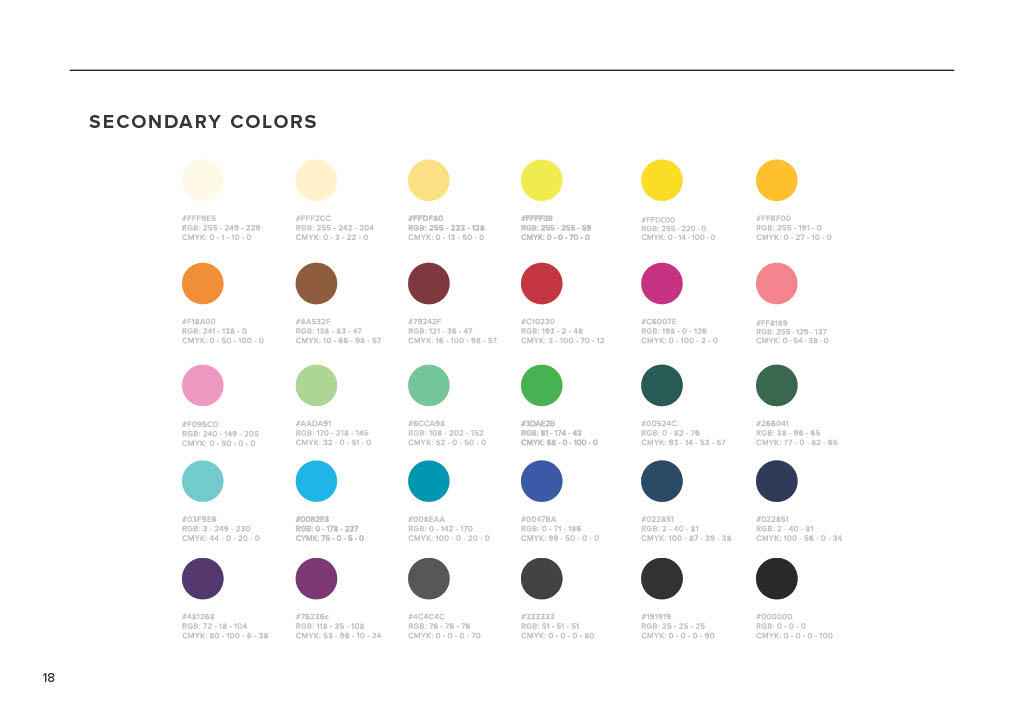 SECONDARY COLORS
#FFF9E5
RGB: 255 - 249 - 229
CMYK: 0 - 1 - 10 - 0
#FFF2CC
RGB: 255 - 242 - 204
CMYK: 0 - 3 - 22 - 0
#FFDF80
RGB: 255 - 223 - 128
CMYK: 0 - 13 - 50 - 0
#FFFF3B
RGB: 255 - 255 - 59
CMYK: 0 - 0 - 70 - 0
#FFDC00
RGB: 255 - 220 - 0
CMYK: 0 - 14 - 100 - 0
#FFBF00
RGB: 255 - 191 - 0
CMYK: 0 - 27 - 10 - 0
#F18A00
RGB: 241 - 138 - 0
CMYK: 0 - 50 - 100 - 0
#8A532F
RGB: 138 - 83 - 47
CMYK: 10 - 66 - 98 - 57
#79242F
RGB: 121 - 36 - 47
CMYK: 16 - 100 - 98 - 57
#C10230
RGB: 193 - 2 - 48
CMYK: 3 - 100 - 70 - 12
#C6007E
RGB: 198 - 0 - 126
CMYK: 0 - 100 - 2 - 0
#FF8189
RGB: 255 - 129 - 137
CMYK: 0 - 54 - 38 - 0
#F095CD
RGB: 240 - 149 - 205
CMYK: 0 - 50 - 0 - 0
#AADA91
RGB: 170 - 218 - 145
CMYK: 32 - 0 - 51 - 0
#6CCA98
RGB: 108 - 202 - 152
CMYK: 52 - 0 - 50 - 0
#3DAE2B
RGB: 61 - 174 - 43
CMYK: 68 - 0 - 100 - 0
#00524C
RGB: 0 - 82 - 76
CMYK: 93 - 14 - 53 - 57
#266041
RGB: 38 - 96 - 65
CMYK: 77 - 0 - 82 - 65
#03F9E6
RGB: 3 - 249 - 230
CMYK: 44 - 0 - 20 - 0
#00B2E3
RGB: 0 - 178 - 227
CYMK: 75 - 0 - 5 - 0
#008EAA
RGB: 0 - 142 - 170
CMYK: 100 - 0 - 20 - 0
#0047BA
RGB: 0 - 71 - 186
CMYK: 99 - 50 - 0 - 0
#022851
RGB: 2 - 40 - 81
CMYK: 100 - 87 - 39 - 38
#022851
RGB: 2 - 40 - 81
CMYK: 100 - 56 - 0 - 34
#481268
RGB: 72 - 18 - 104
CMYK: 80 - 100 - 6 - 38
#76236c
RGB: 118 - 35 - 108
CMYK: 53 - 96 - 10 - 24
#4C4C4C
RGB: 76 - 76 - 76
CMYK: 0 - 0 - 0 - 70
#333333
RGB: 51 - 51 - 51
CMYK: 0 - 0 - 0 - 80
#191919
RGB: 25 - 25 - 25
CMYK: 0 - 0 - 0 - 90
#000000
RGB: 0 - 0 - 0
CMYK: 0 - 0 - 0 - 100
18